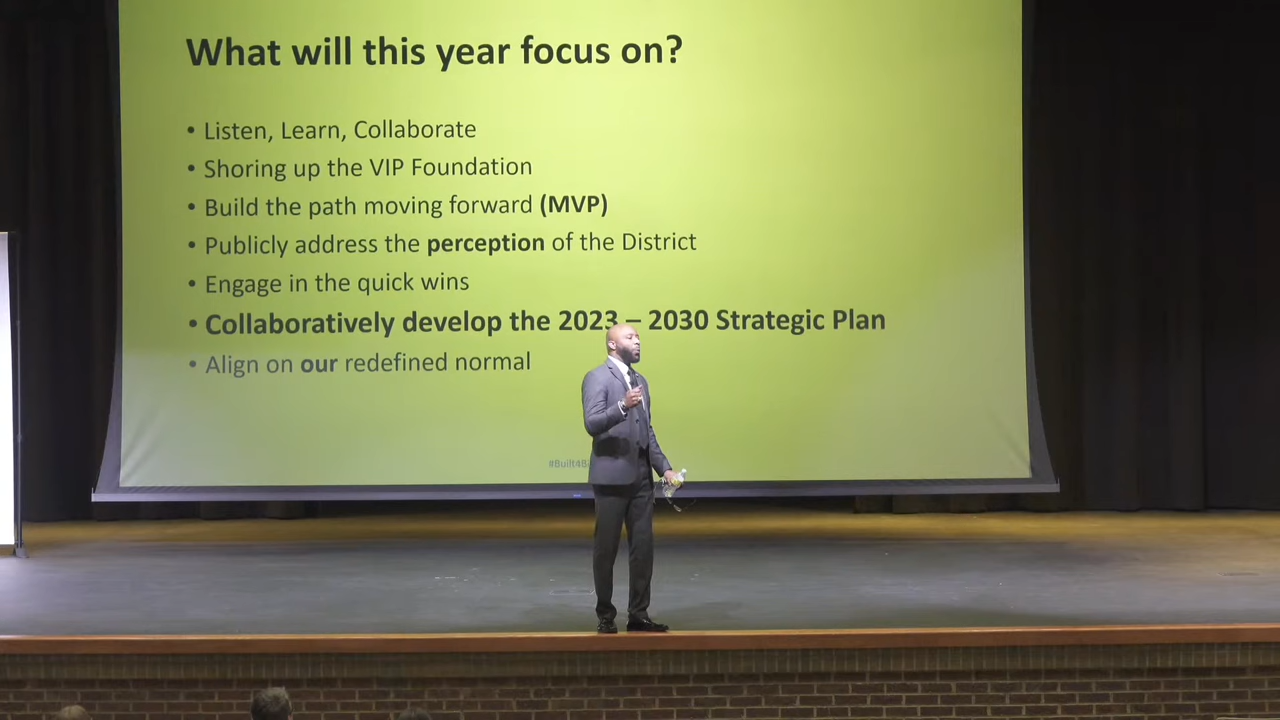 What will this year focus on?
• Listen, Learn, Collaborate
• Shoring up the VIP Foundation
• Build the path moving forward (MVP)
• Publicly address the perception of the District
• Engage in the quick wins
• Collaboratively develop the 2023 – 2030 Strategic Plan
• Align on our redefined normal